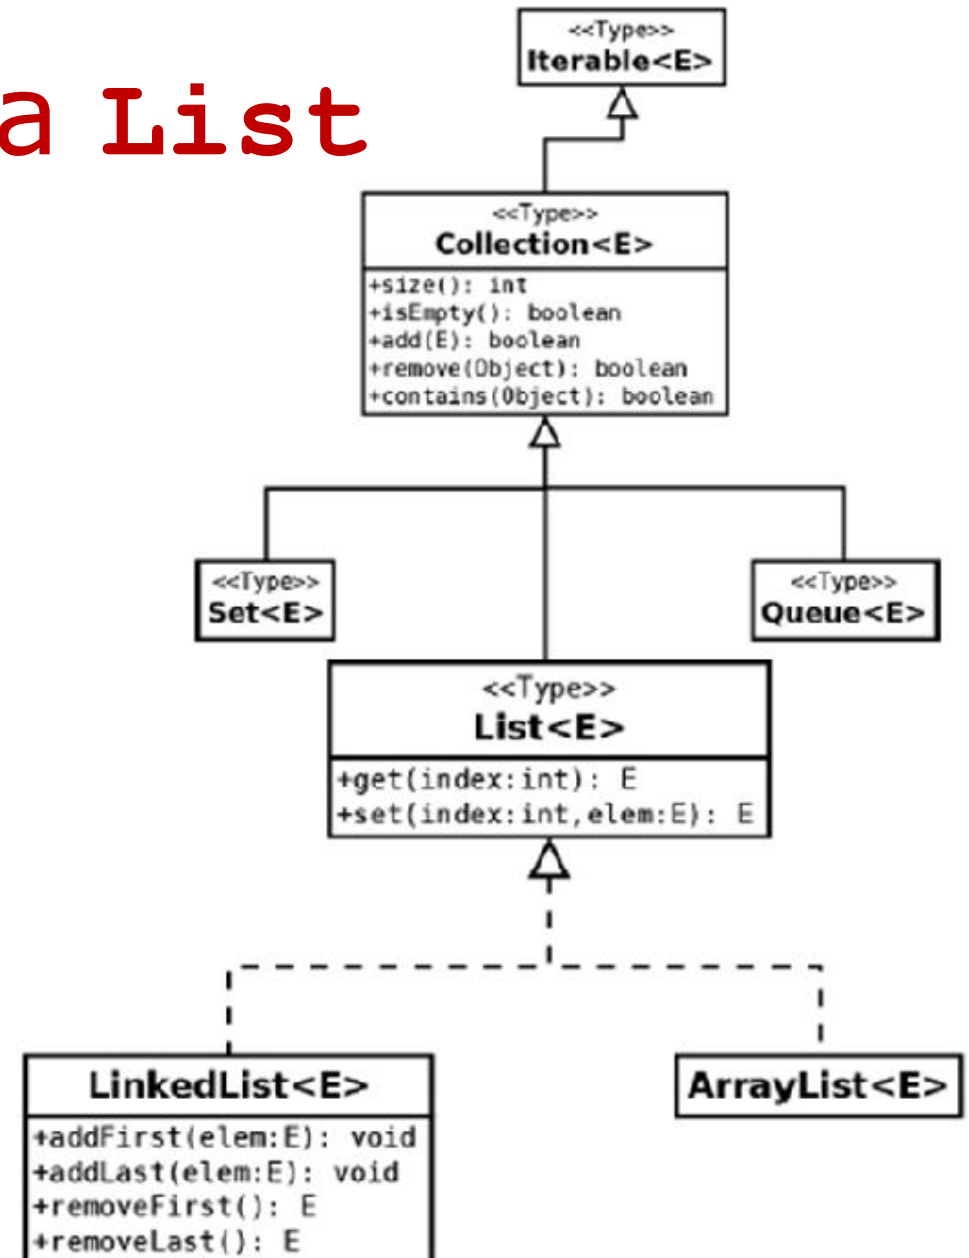 <<Type>>
Iterable<E>
a List
<<Type>>
Collection<E>
+size(): int
+isEmpty(): boolean
+add(E): boolean
+remove(Object): boolean
+contains(Object): boolean
<<Type>>
Set<E>
<<Type>>
Queue<E>
<<Type>>
List<E>
+get(index:int): E
+set(index:int,elem:E): E
LinkedList<E>
+addFirst(elem:E): void
+addLast(elem:E): void
+removeFirst(): E
+removeLast(): E
ArrayList<E>